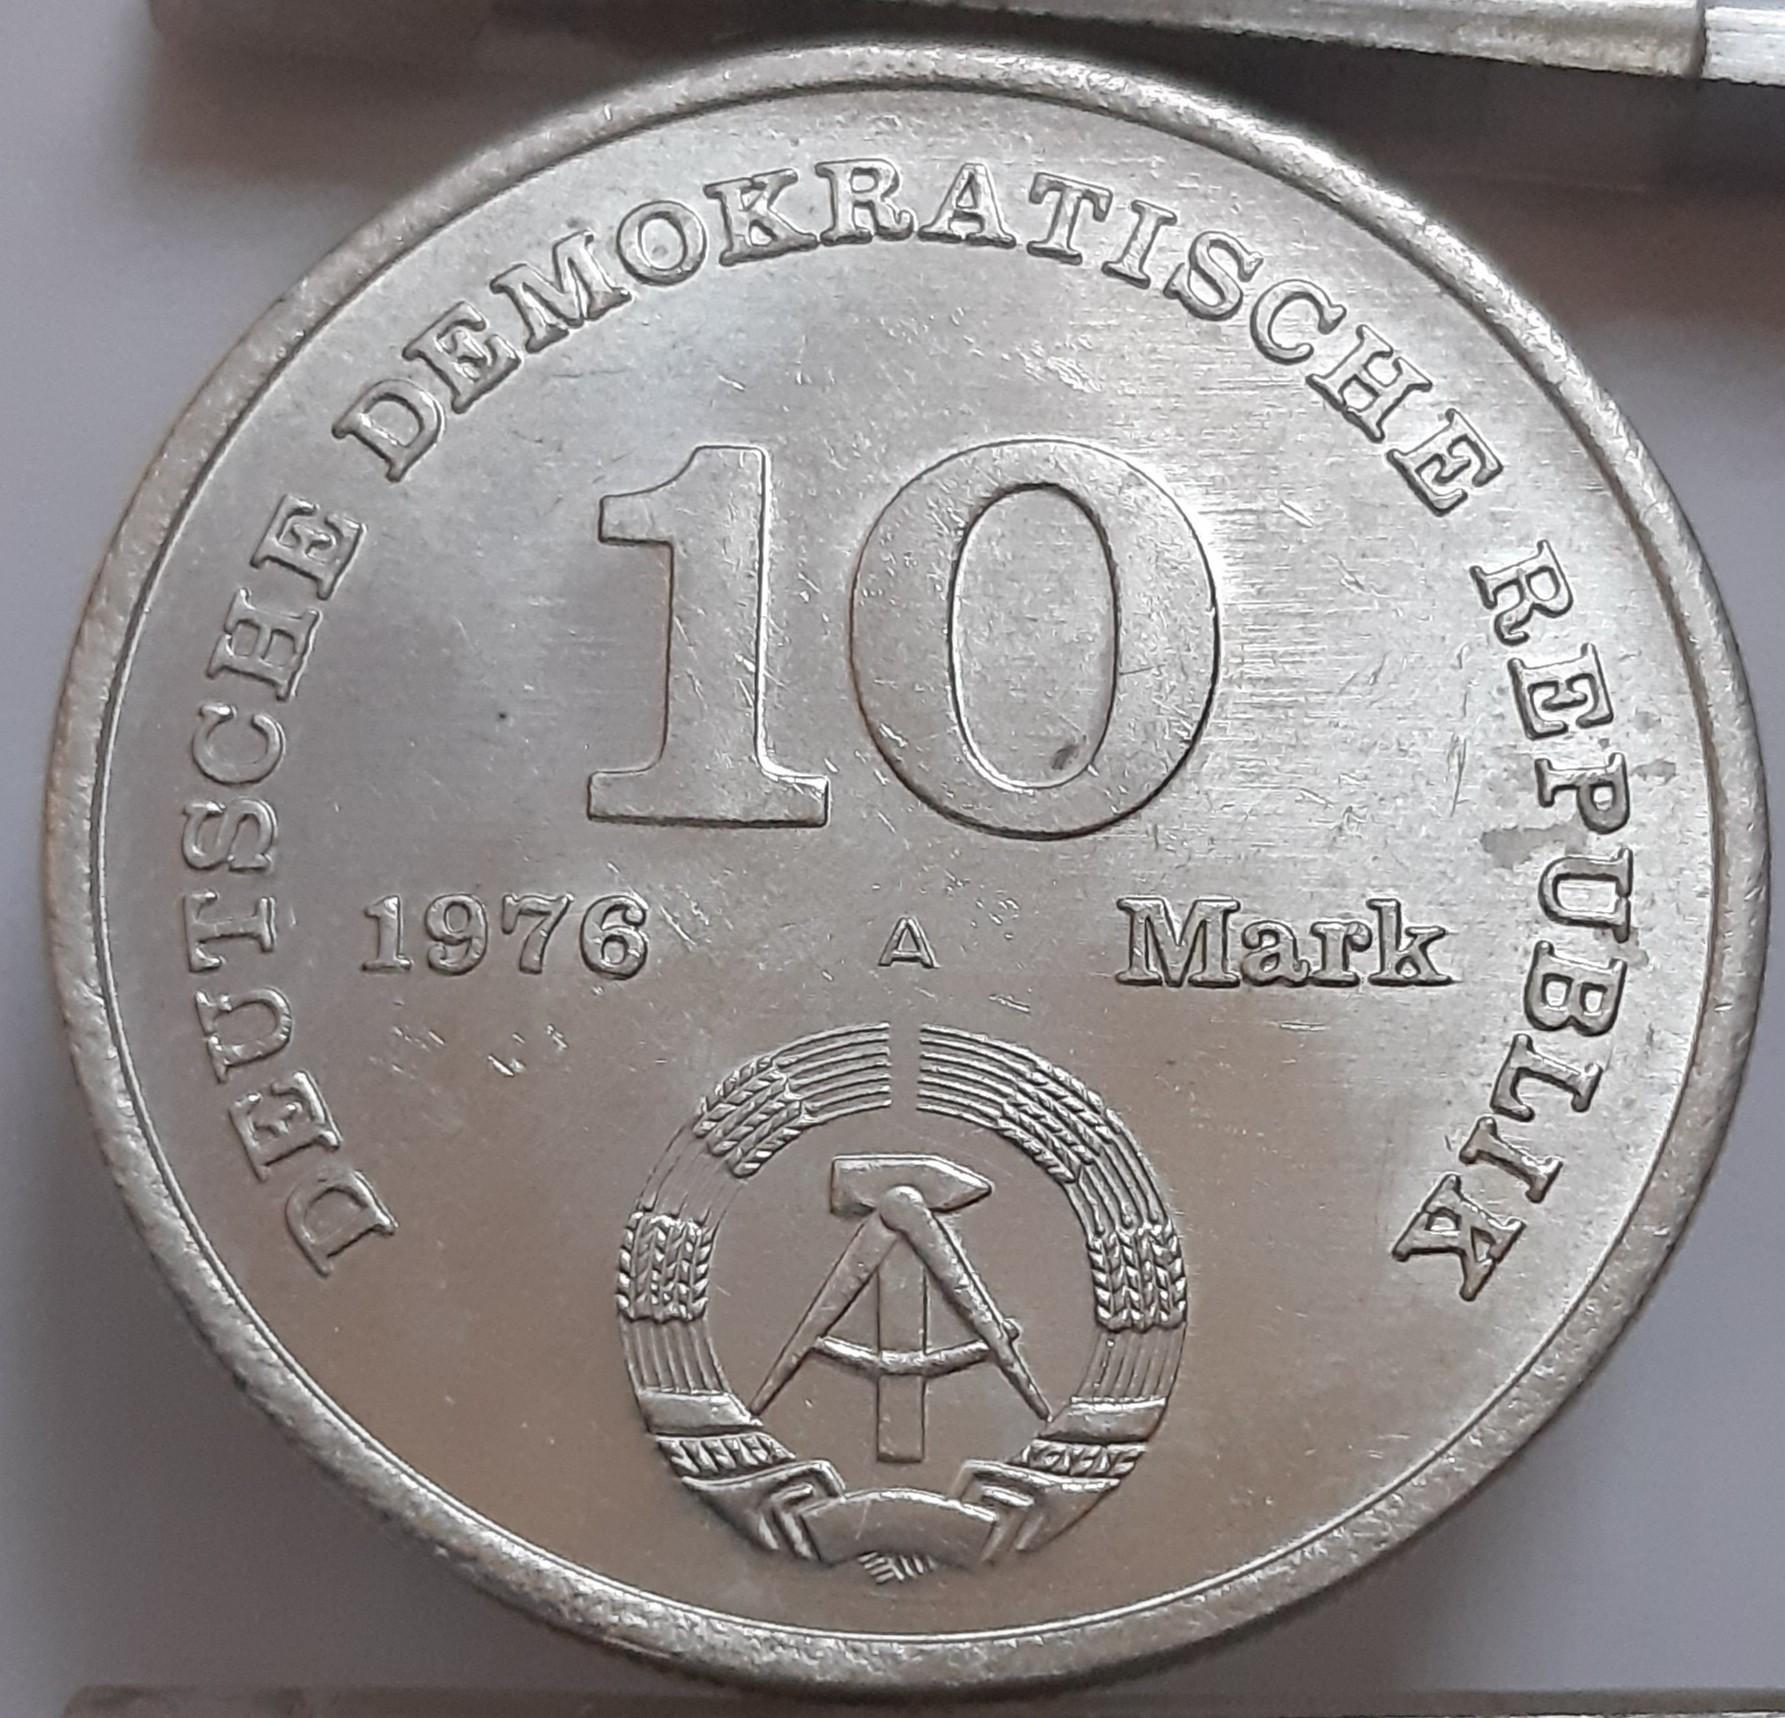 DEUTSCHE DEMOKRATISCHE REPUBLIK
10
1976 A Mark